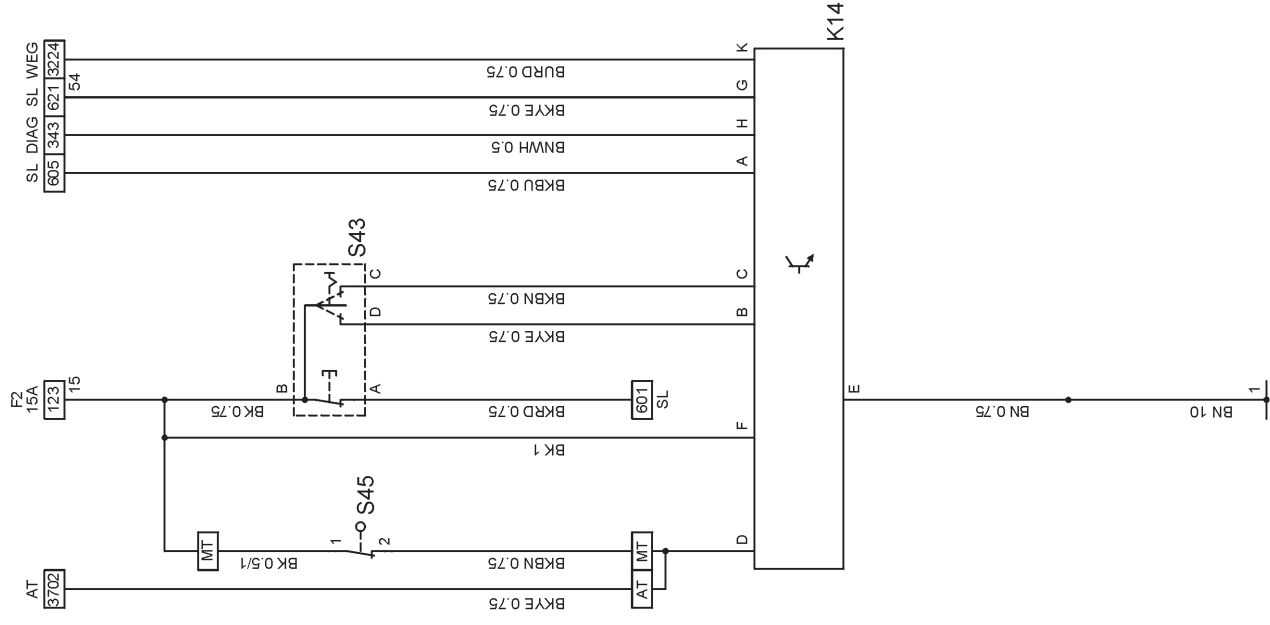 K14
WEG
3224
K
BURD 0.75
54
SL
621
G
BKYE 0.75
DIAG
343
H
BNWH 0.5
SL
605
A
BKBU 0.75
S43
C
BKBN 0.75
C
D
BKYE 0.75
B
F2
15A
123
15
BK 0.75
B
A
BKRD 0.75
601
SL
E
BN 0.75
BN 10
1
F
BK 1
S45
MT
BK 0.5/1
1
2
BKBN 0.75
MT
D
AT
3702
BKYE 0.75
AT